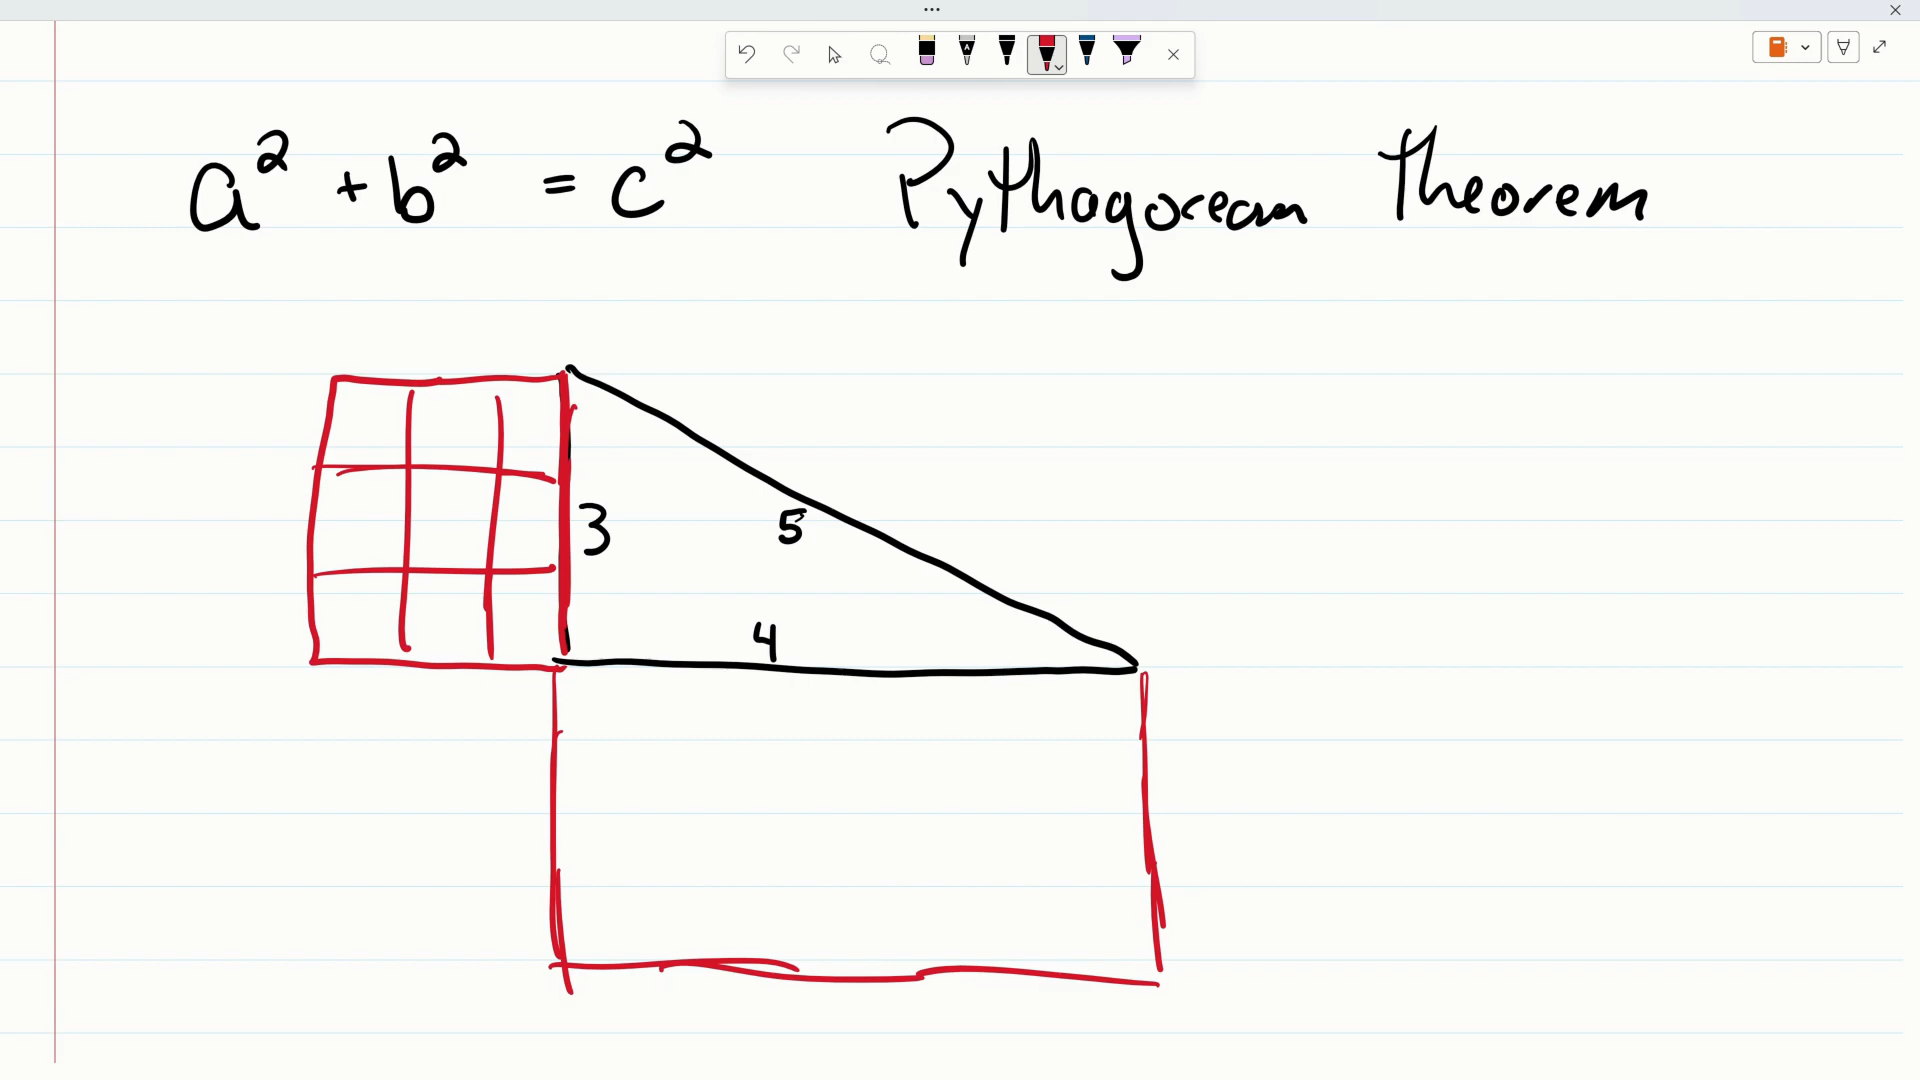 a² + b² = c² Pythagorean Theorem
3
5
4